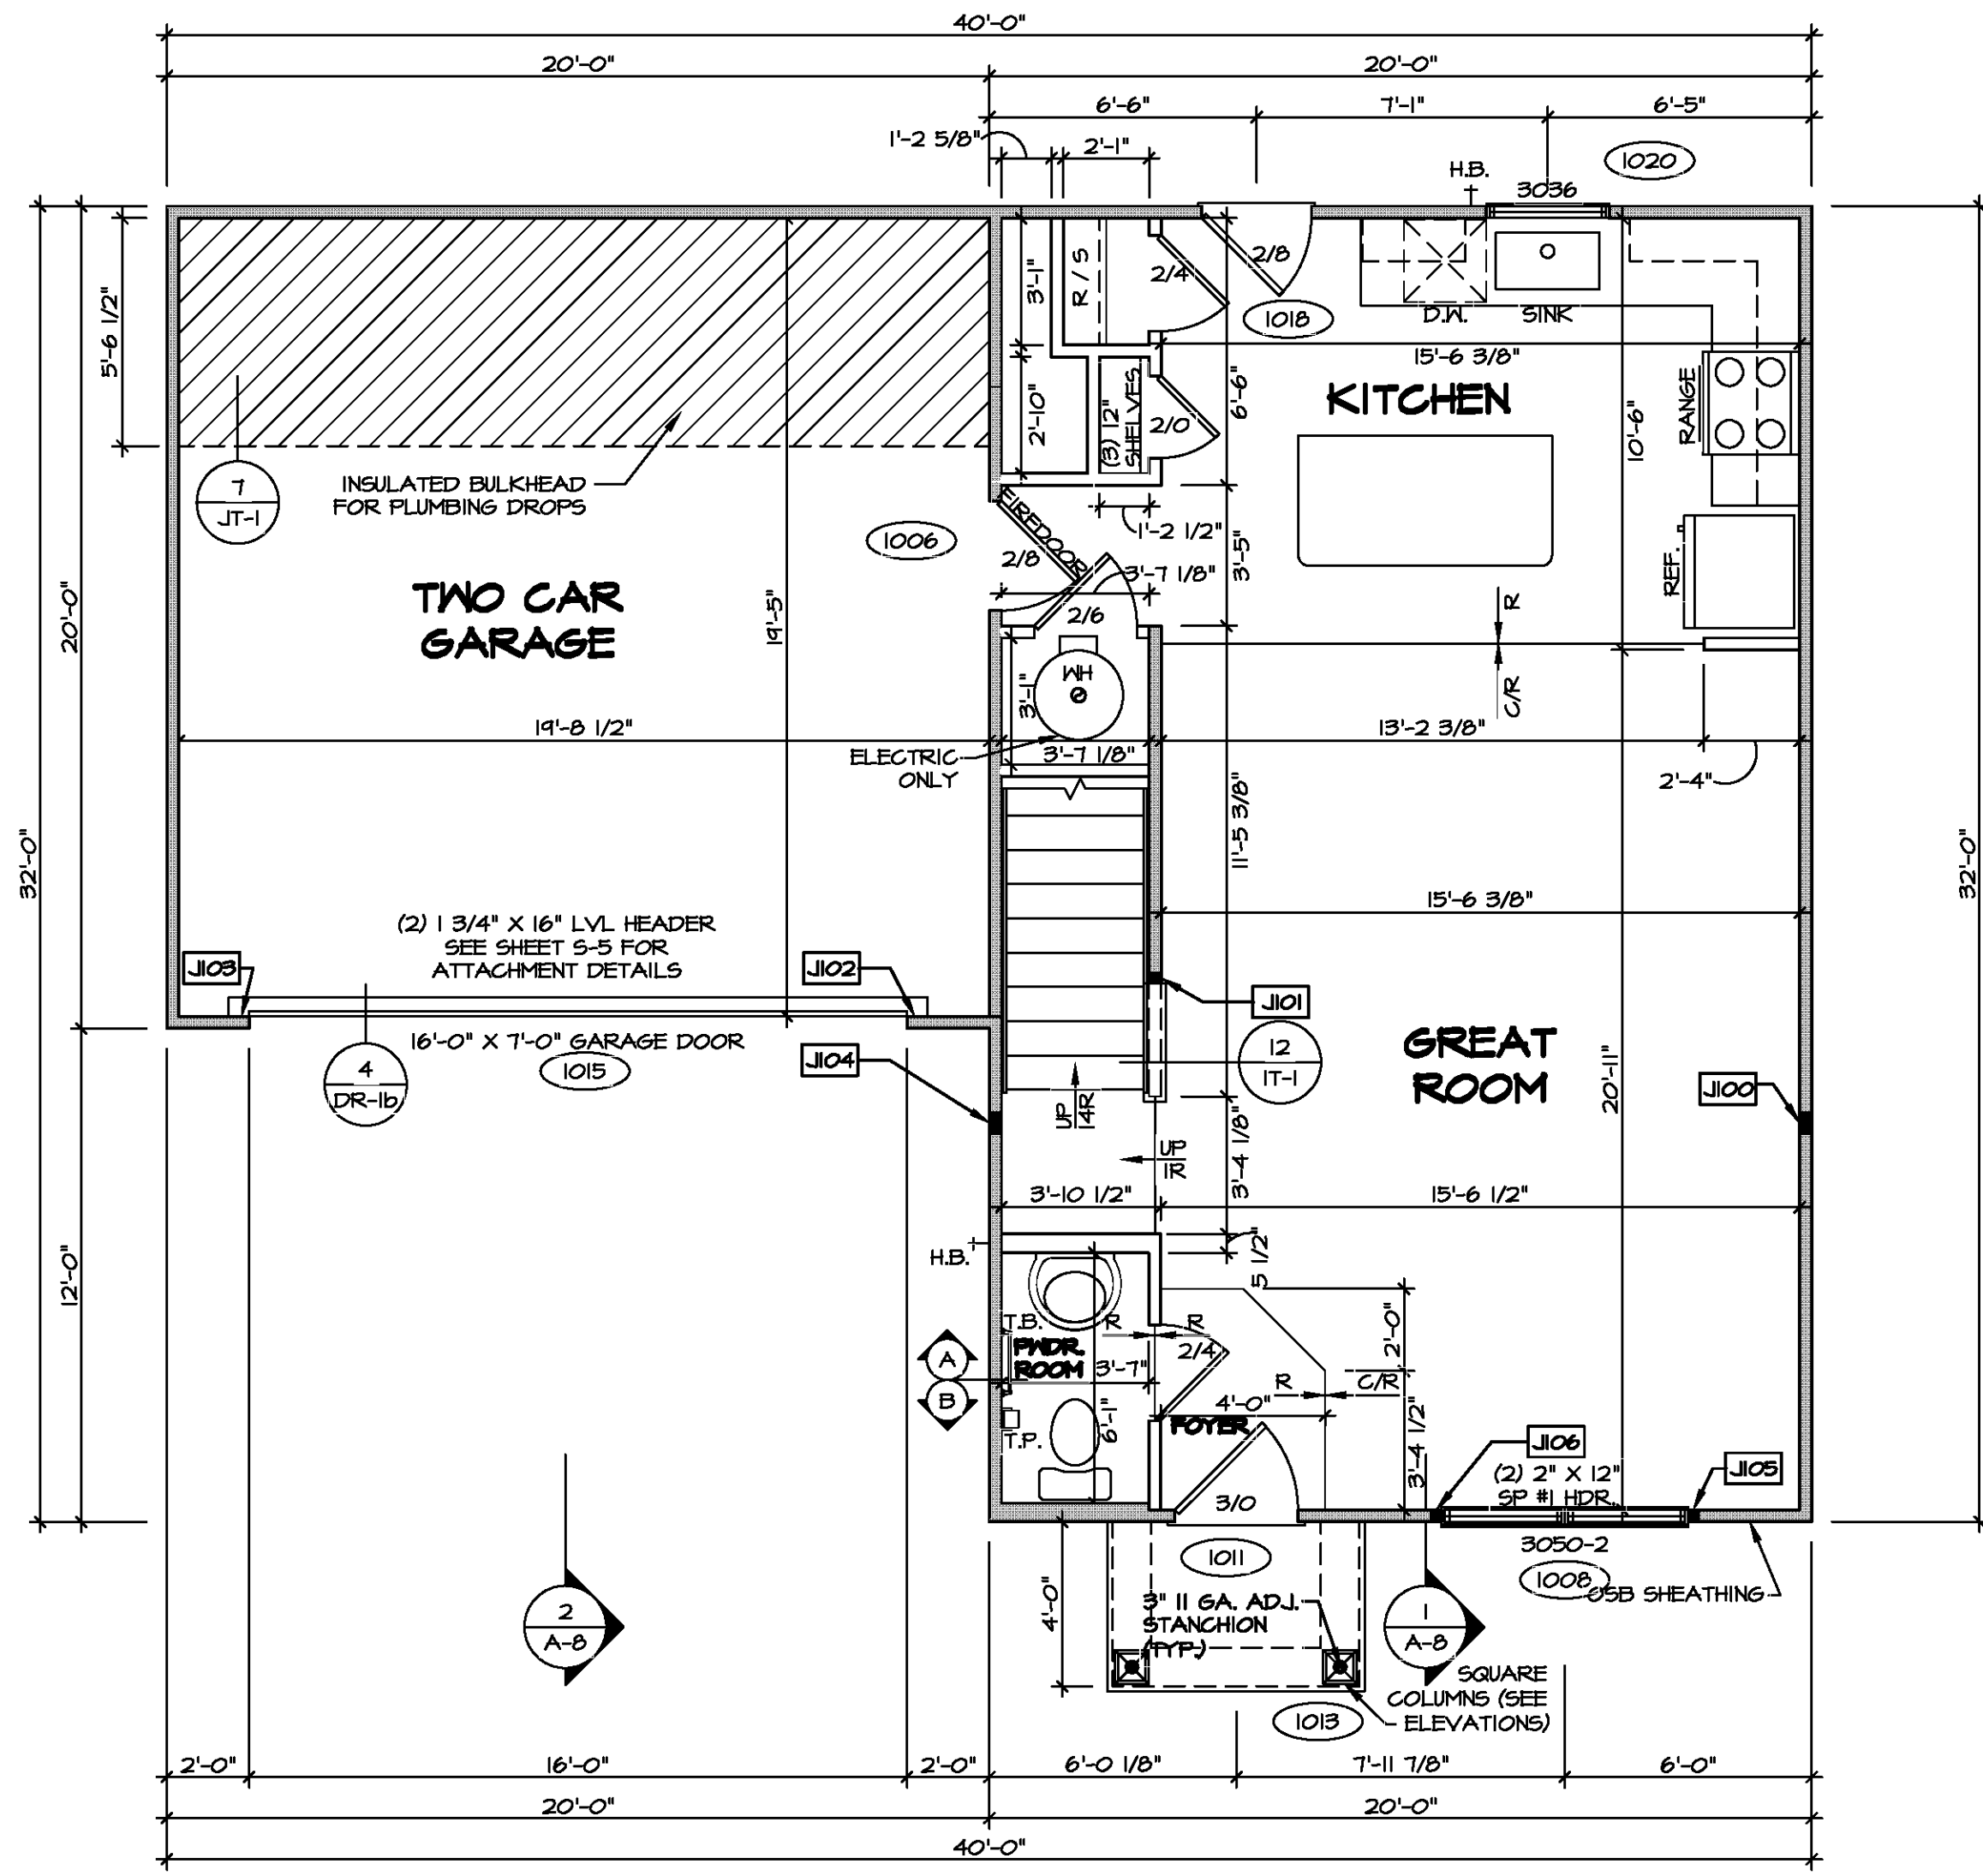 40'-0"
20'-0"
20'-0"
6'-6"
7'-1"
6'-5"
1'-2 5/8"
2'-1"
1020
H.B.
3036
2/8
2/4
R / S
3'-1"
1018
D.W.
SINK
5'-6 1/2"
15'-6 3/8"
KITCHEN
RANGE
2'-10"
(3) 12"
SHELVES
2/0
6'-6"
10'-6"
7
JT-1
INSULATED BULKHEAD
FOR PLUMBING DROPS
1006
FIREDOOR
2/8
1'-2 1/2"
3'-7 1/8"
3'-5"
REF.
TWO CAR
GARAGE
20'-0"
19'-5"
2/6
R
C/R
WH
3'-1"
19'-8 1/2"
13'-2 3/8"
ELECTRIC
ONLY
3'-7 1/8"
2'-4"
32'-0"
32'-0"
11'-5 3/8"
15'-6 3/8"
(2) 1 3/4" X 16" LVL HEADER
SEE SHEET S-5 FOR
ATTACHMENT DETAILS
J103
J102
J101
16'-0" X 7'-0" GARAGE DOOR
1015
4
DR-1b
J104
12
IT-1
GREAT
ROOM
20'-11"
J100
UP
14R
UP
1R
3'-4 1/8"
3'-10 1/2"
15'-6 1/2"
12'-0"
H.B.
5 1/2"
T.B.
R
R
2/4
2'-0"
A
B
PWDR.
ROOM
3'-7"
R
C/R
4'-0"
FOYER
6'-1"
T.P.
3'-4 1/2"
J106
(2) 2" X 12"
SP #1 HDR.
J105
3/0
3050-2
1011
1008
OSB SHEATHING
4'-0"
3" 11 GA. ADJ.
STANCHION
(TYP.)
2
A-8
1
A-8
SQUARE
COLUMNS (SEE
ELEVATIONS)
1013
2'-0"
16'-0"
2'-0"
6'-0 1/8"
7'-11 7/8"
6'-0"
20'-0"
20'-0"
40'-0"